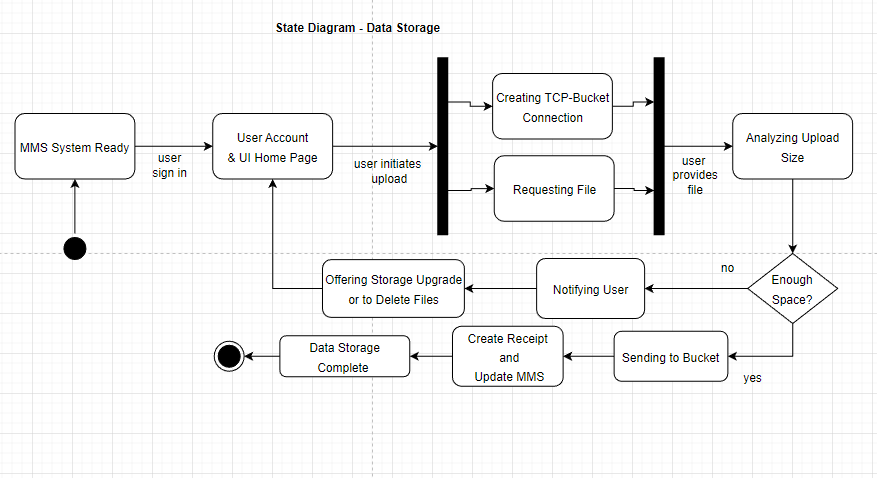 State Diagram - Data Storage
MMS System Ready
user
sign in
User Account
& UI Home Page
user initiates
upload
Creating TCP-Bucket
Connection
Requesting File
user
provides
file
Analyzing Upload
Size
Enough
Space?
no
Notifying User
Offering Storage Upgrade
or to Delete Files
yes
Sending to Bucket
Create Receipt
and
Update MMS
Data Storage
Complete